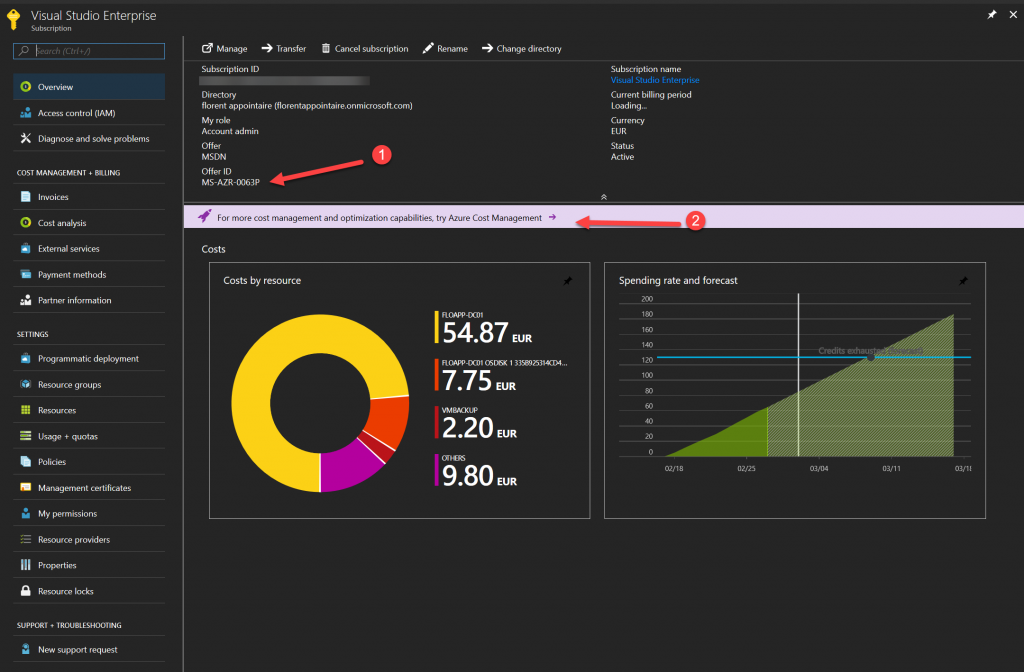 Visual Studio Enterprise
Subscription
Search (Ctrl+/)
Overview
Access control (IAM)
Diagnose and solve problems
COST MANAGEMENT + BILLING
Invoices
Cost analysis
External services
Payment methods
Partner information
SETTINGS
Programmatic deployment
Resource groups
Resources
Usage + quotas
Policies
Management certificates
My permissions
Resource providers
Properties
Resource locks
SUPPORT + TROUBLESHOOTING
New support request
Manage Transfer Cancel subscription Rename Change directory
Subscription ID
Directory
florent appointaire (florentappointaire.onmicrosoft.com)
My role
Account admin
Offer
MSDN
Offer ID
MS-AZR-0063P
1
Subscription name
Visual Studio Enterprise
Current billing period
Loading...
Currency
EUR
Status
Active
For more cost management and optimization capabilities, try Azure Cost Management
2
Costs
Costs by resource
FLOAPP-DC01
54.87 EUR
FLOAPP-DC01 OSDISK 1 335B925314CD4...
7.75 EUR
VMBACKUP
2.20 EUR
OTHERS
9.80 EUR
Spending rate and forecast
200
180
160
140
120
100
80
60
40
20
0
Credits exhausted (forecast)
02/18 02/25 03/04 03/11 03/18